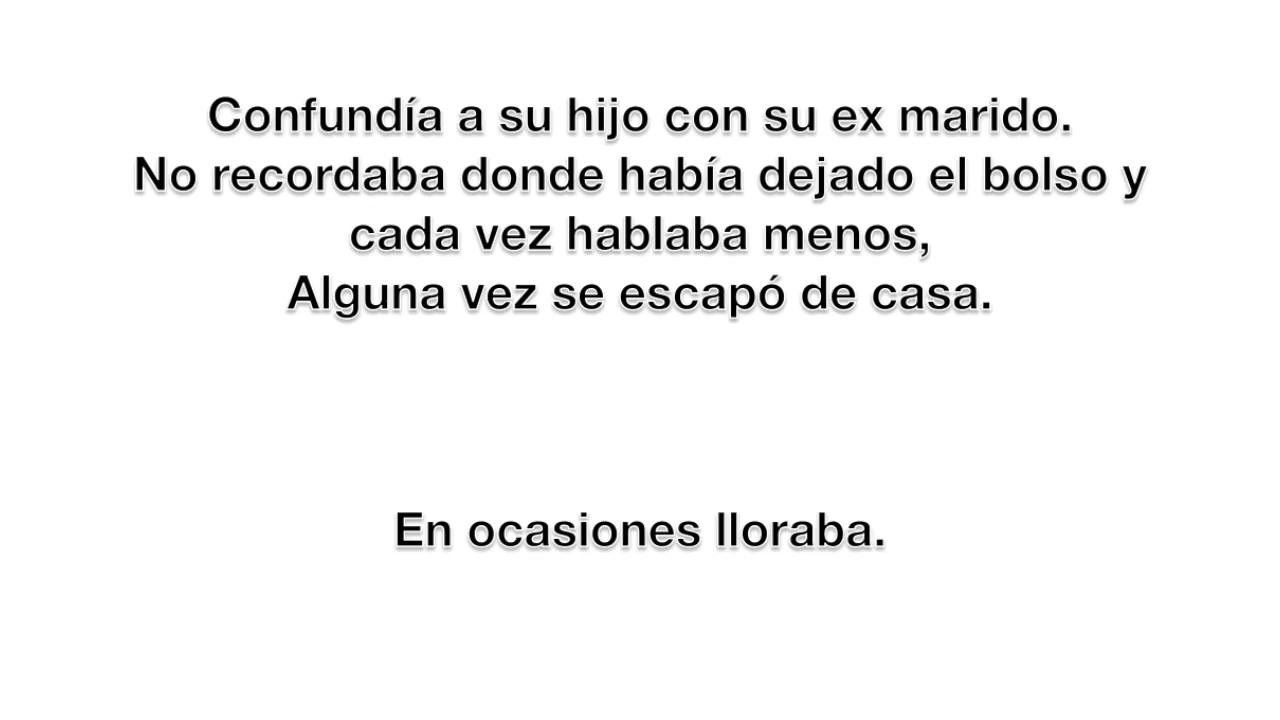 Confundía a su hijo con su ex marido.
No recordaba donde había dejado el bolso y
cada vez hablaba menos,
Alguna vez se escapó de casa.
En ocasiones lloraba.